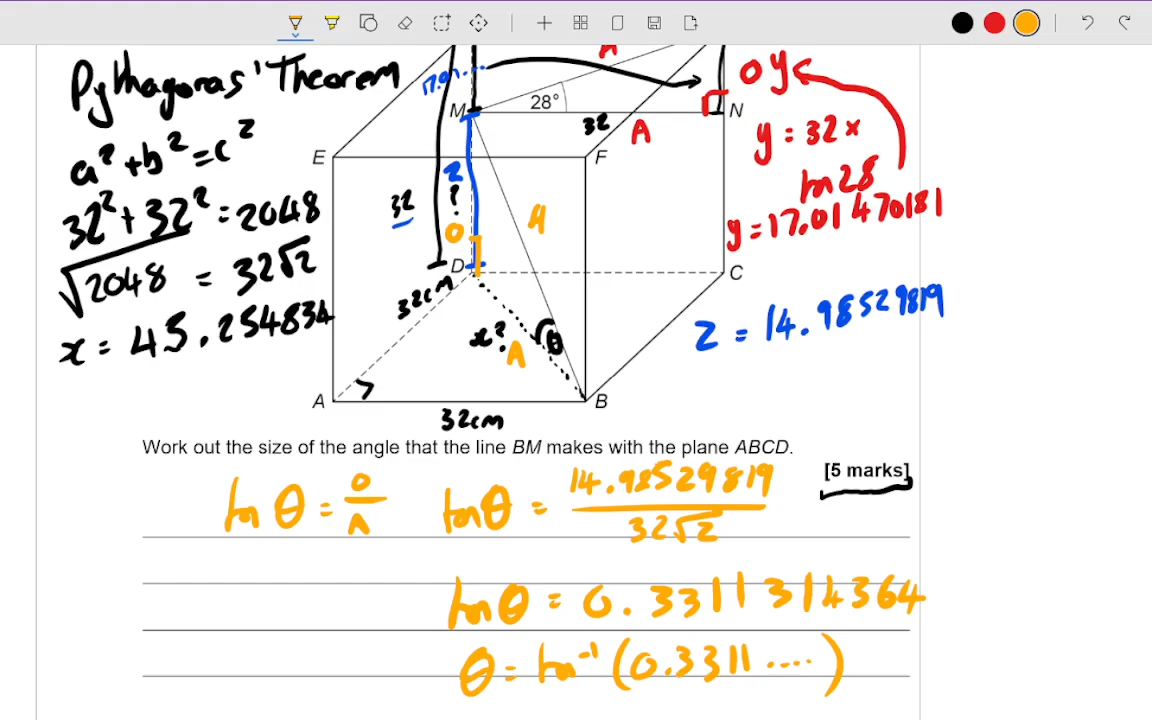 Pythagoras' Theorem
a² + b² = c²
32² + 32² = 2048
√2048 = 32√2
x = 45.254834
A
17.01...
M
28°
32
A
N
O y
y = 32 x
tan 28
y = 17.01470181
E
F
z
?
32
O
H
D
C
32cm
x?
A
θ
z = 14.98529819
A
B
32cm
Work out the size of the angle that the line BM makes with the plane ABCD.
[5 marks]
tan θ = O/A
tan θ = 14.98529819/32√2
tan θ = 0.3311314364
θ = tan⁻¹ (0.3311....)